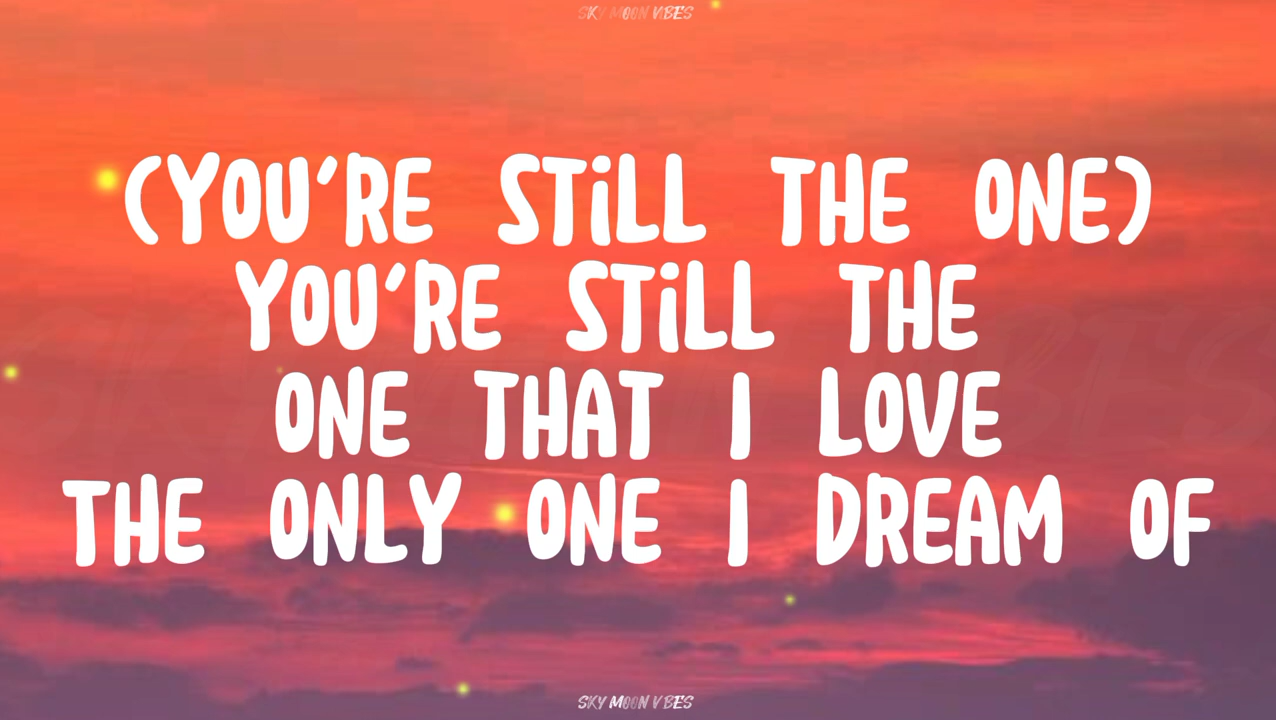 SKY MOON VIBES
(YOU'RE STiLL THE ONE)
YOU'RE STiLL THE
ONE THAT I LOVE
THE ONLY ONE I DREAM OF
SKY MOON VIBES